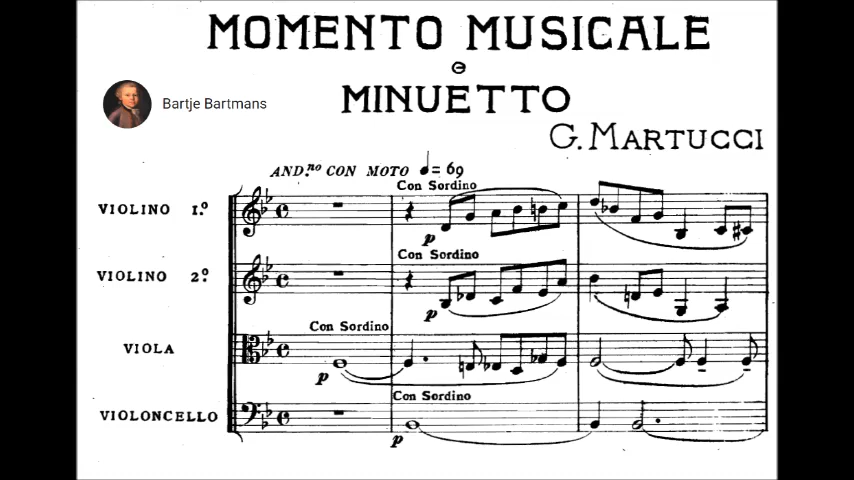 MOMENTO MUSICALE
e
MINUETTO
Bartje Bartmans
G. MARTUCCI
AND.no CON MOTO ♩= 69
Con Sordino
VIOLINO 1.o
p
Con Sordino
VIOLINO 2.o
p
Con Sordino
VIOLA
p
Con Sordino
VIOLONCELLO
p